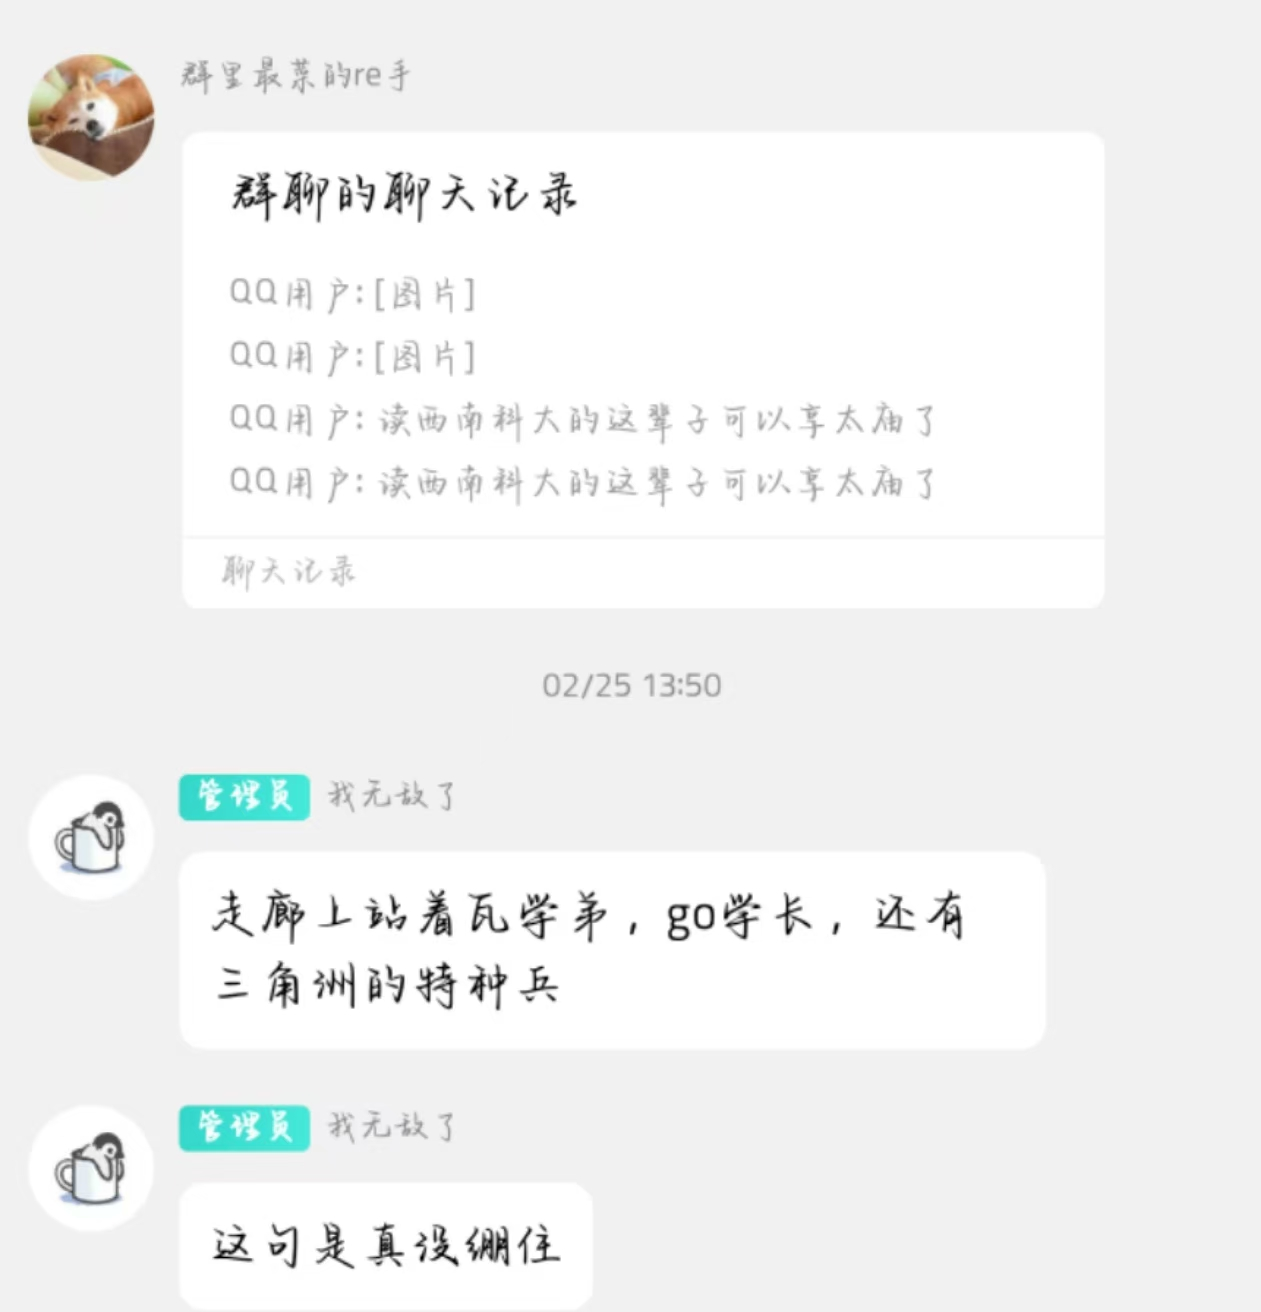 群里最菜的re手
群聊的聊天记录
QQ用户:[图片]
QQ用户:[图片]
QQ用户: 读西南科大的这辈子可以享太庙了
QQ用户: 读西南科大的这辈子可以享太庙了
聊天记录
02/25 13:50
管理员 我无敌了
走廊上站着瓦学弟，go学长，还有
三角洲的特种兵
管理员 我无敌了
这句是真没绷住